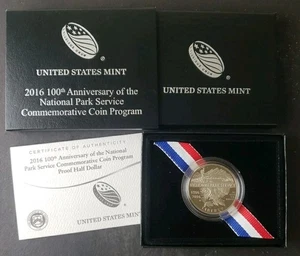 UNITED STATES MINT
2016 100th Anniversary of the
National Park Service
Commemorative Coin Program
UNITED STATES MINT
CERTIFICATE OF AUTHENTICITY
2016 100th Anniversary of the National
Park Service Commemorative Coin Program
Proof Half Dollar
UNITED STATES MINT